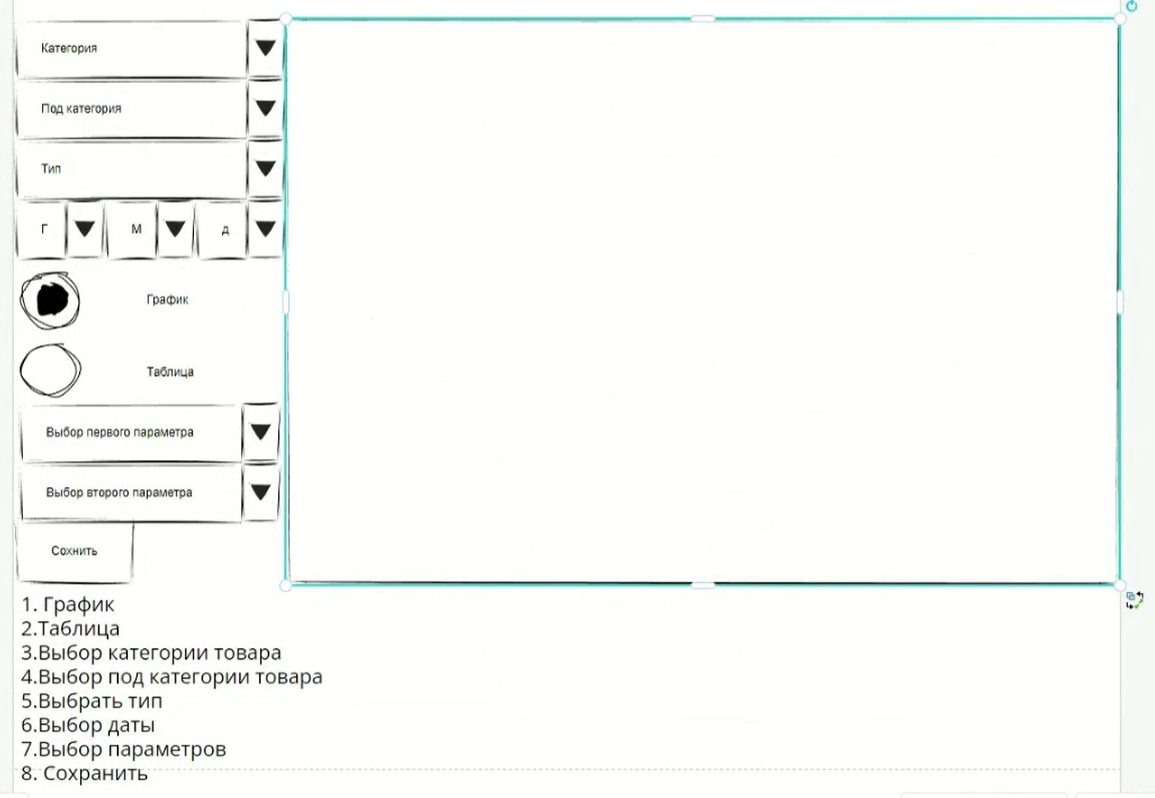 Категория
Под категория
Тип
Г М д
График
Таблица
Выбор первого параметра
Выбор второго параметра
Сохнить
1. График
2.Таблица
3.Выбор категории товара
4.Выбор под категории товара
5.Выбрать тип
6.Выбор даты
7.Выбор параметров
8. Сохранить